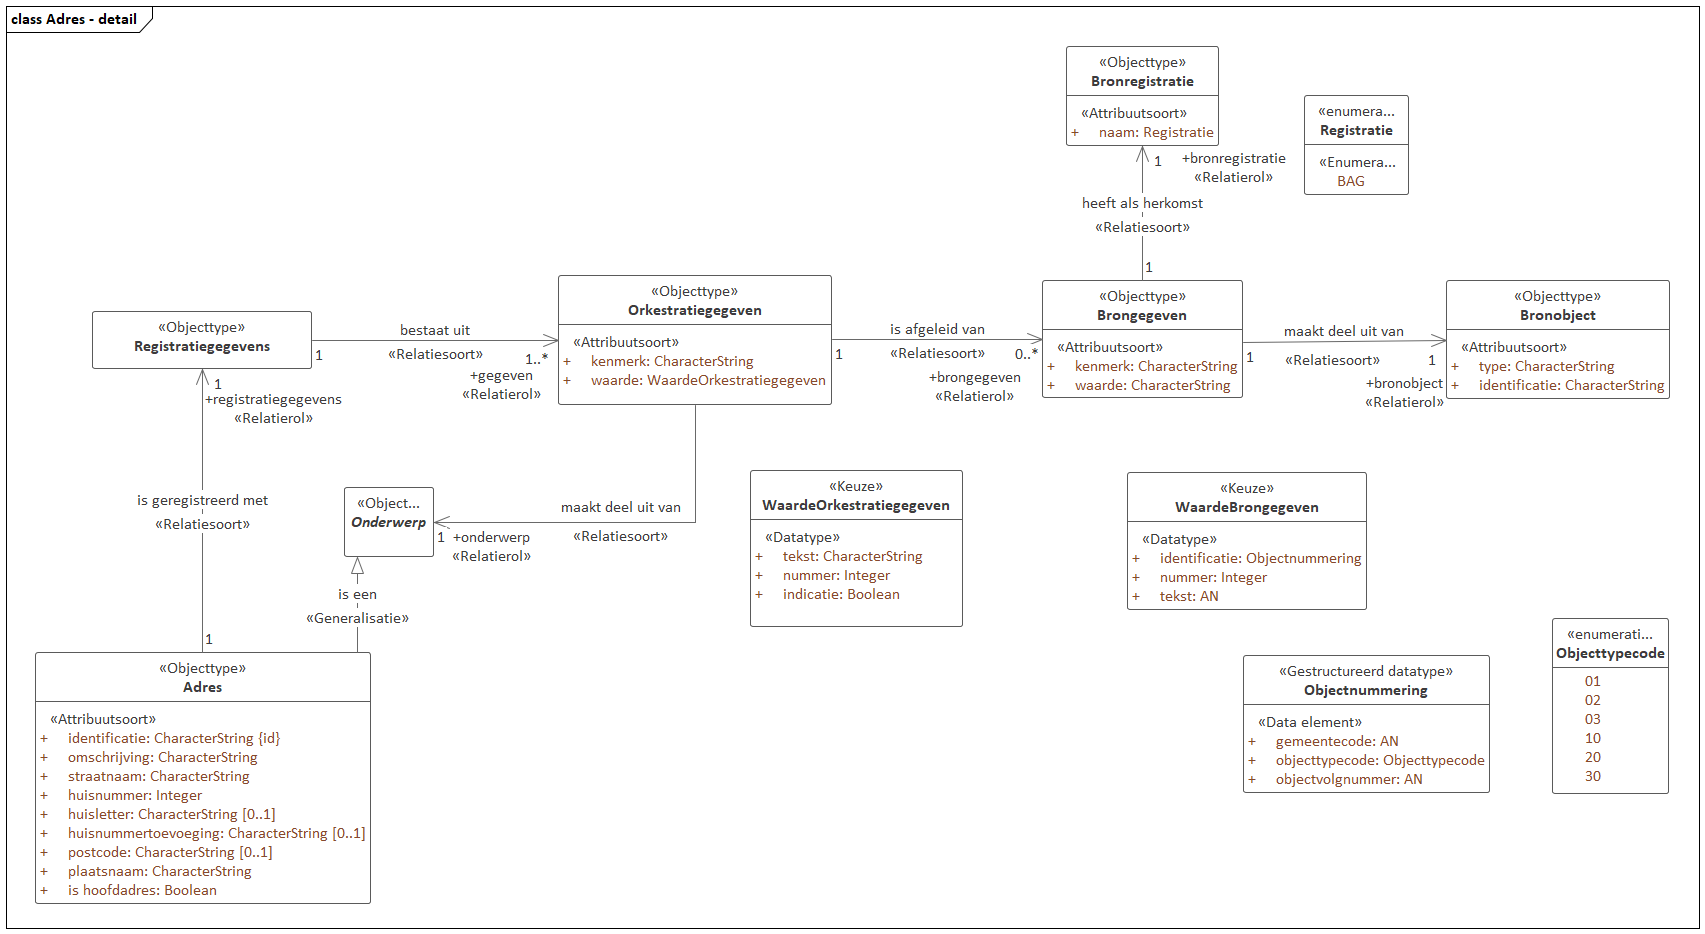 class Adres - detail
«Objecttype»
Bronregistratie
«Attribuutsoort»
+ naam: Registratie
«enumera...
Registratie
«Enumera...
BAG
1
+bronregistratie
«Relatierol»
heeft als herkomst
«Relatiesoort»
1
«Objecttype»
Registratiegegevens
bestaat uit
«Relatiesoort»
1
1..*
+gegeven
«Relatierol»
«Objecttype»
Orkestratiegegeven
«Attribuutsoort»
+ kenmerk: CharacterString
+ waarde: WaardeOrkestratiegegeven
is afgeleid van
«Relatiesoort»
1
0..*
+brongegeven
«Relatierol»
«Objecttype»
Brongegeven
«Attribuutsoort»
+ kenmerk: CharacterString
+ waarde: CharacterString
maakt deel uit van
«Relatiesoort»
1
1
+bronobject
«Relatierol»
«Objecttype»
Bronobject
«Attribuutsoort»
+ type: CharacterString
+ identificatie: CharacterString
1
+registratiegegevens
«Relatierol»
is geregistreerd met
«Relatiesoort»
1
«Object...
Onderwerp
1
+onderwerp
«Relatierol»
maakt deel uit van
«Relatiesoort»
is een
«Generalisatie»
«Keuze»
WaardeOrkestratiegegeven
«Datatype»
+ tekst: CharacterString
+ nummer: Integer
+ indicatie: Boolean
«Keuze»
WaardeBrongegeven
«Datatype»
+ identificatie: Objectnummering
+ nummer: Integer
+ tekst: AN
«Objecttype»
Adres
«Attribuutsoort»
+ identificatie: CharacterString {id}
+ omschrijving: CharacterString
+ straatnaam: CharacterString
+ huisnummer: Integer
+ huisletter: CharacterString [0..1]
+ huisnummertoevoeging: CharacterString [0..1]
+ postcode: CharacterString [0..1]
+ plaatsnaam: CharacterString
+ is hoofdadres: Boolean
«Gestructureerd datatype»
Objectnummering
«Data element»
+ gemeentecode: AN
+ objecttypecode: Objecttypecode
+ objectvolgnummer: AN
«enumerati...
Objecttypecode
01
02
03
10
20
30